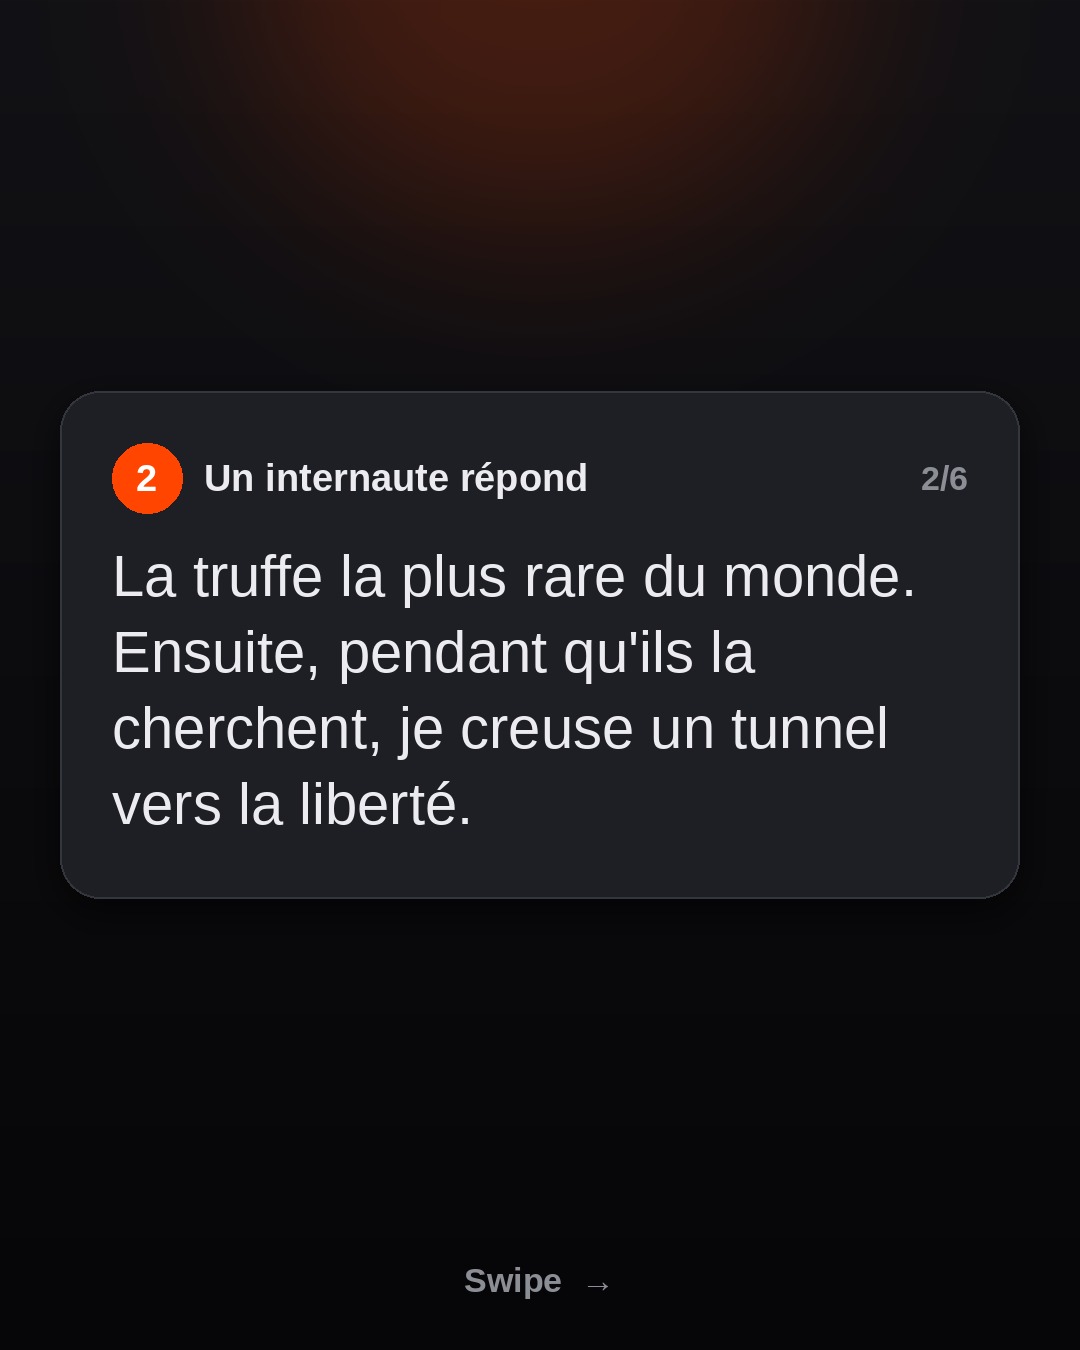 2 Un internaute répond 2/6
La truffe la plus rare du monde.
Ensuite, pendant qu'ils la
cherchent, je creuse un tunnel
vers la liberté.
Swipe →